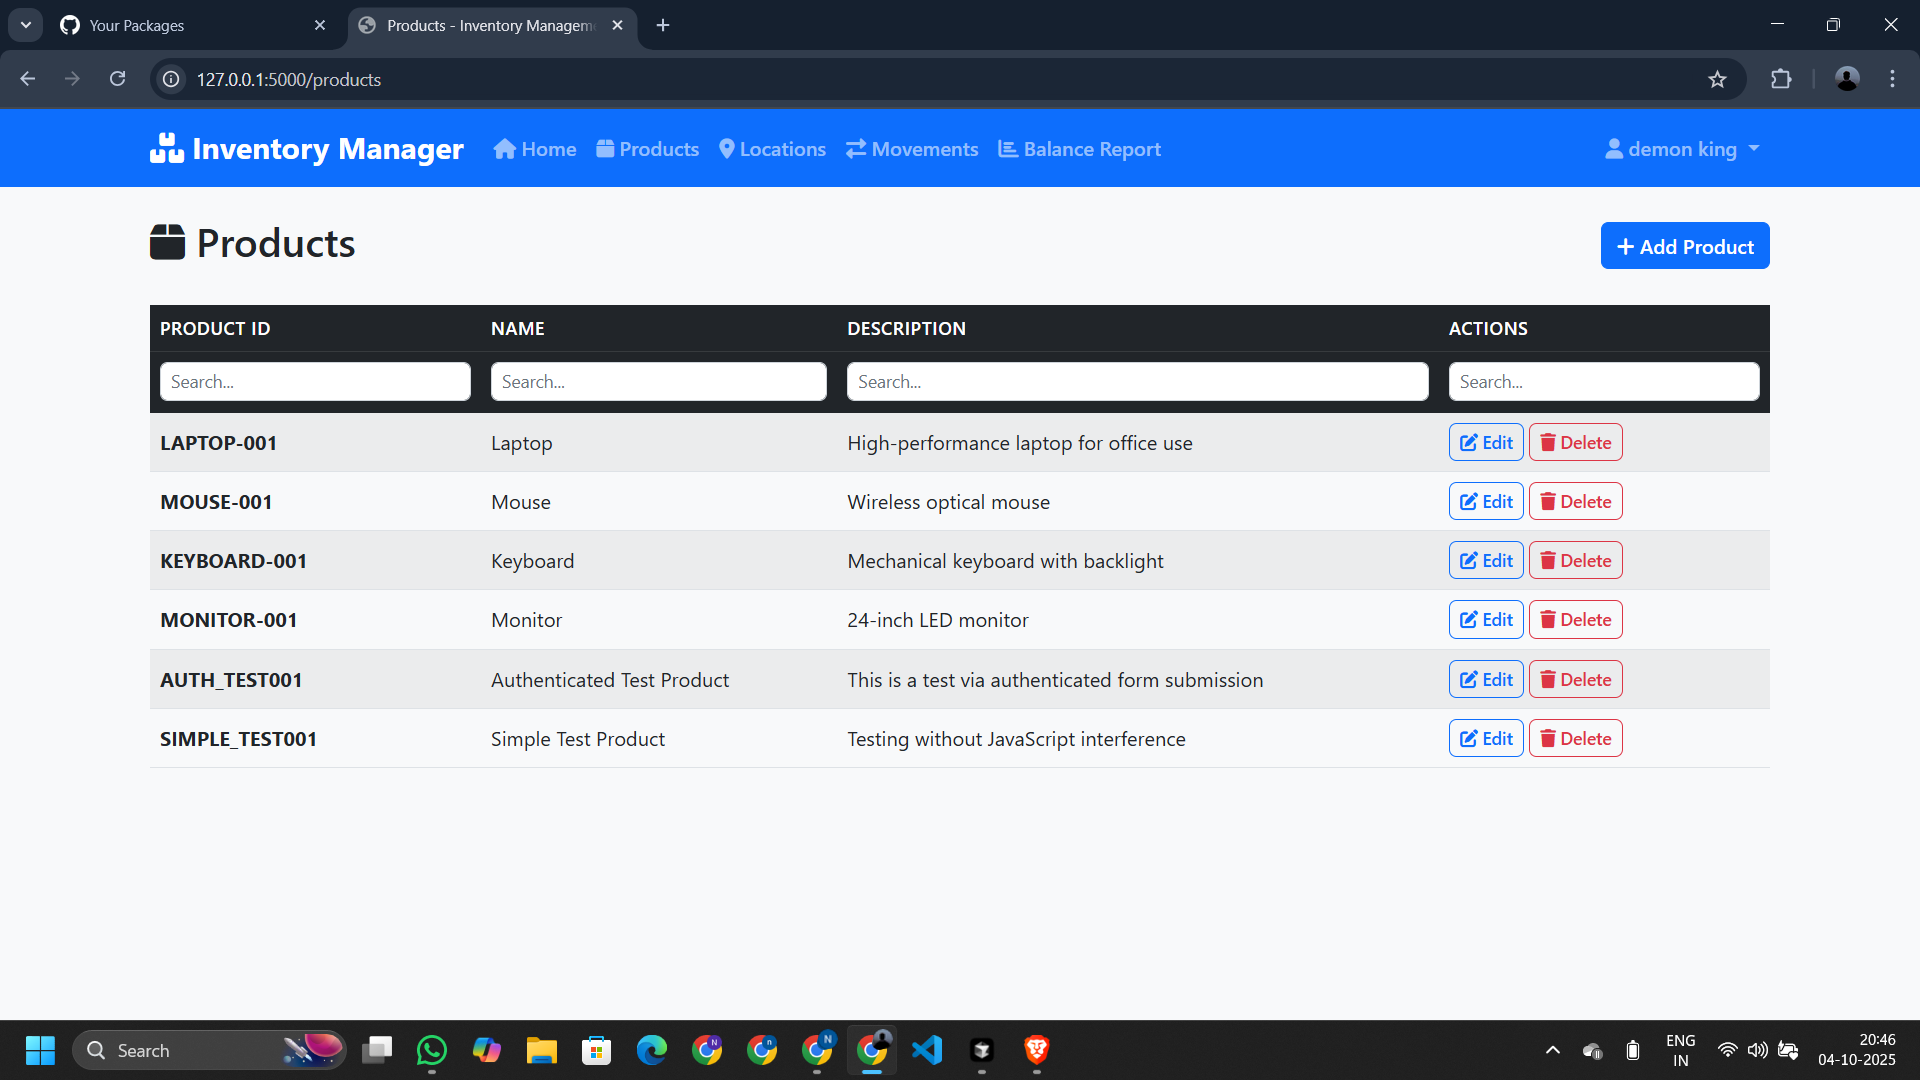 Your Packages
Products - Inventory Managem
127.0.0.1:5000/products
Inventory Manager Home Products Locations Movements Balance Report demon king
Products
+ Add Product
PRODUCT ID NAME DESCRIPTION ACTIONS
Search... Search... Search... Search...
LAPTOP-001 Laptop High-performance laptop for office use Edit Delete
MOUSE-001 Mouse Wireless optical mouse Edit Delete
KEYBOARD-001 Keyboard Mechanical keyboard with backlight Edit Delete
MONITOR-001 Monitor 24-inch LED monitor Edit Delete
AUTH_TEST001 Authenticated Test Product This is a test via authenticated form submission Edit Delete
SIMPLE_TEST001 Simple Test Product Testing without JavaScript interference Edit Delete
Search
N
n
N
ENG
IN
20:46
04-10-2025